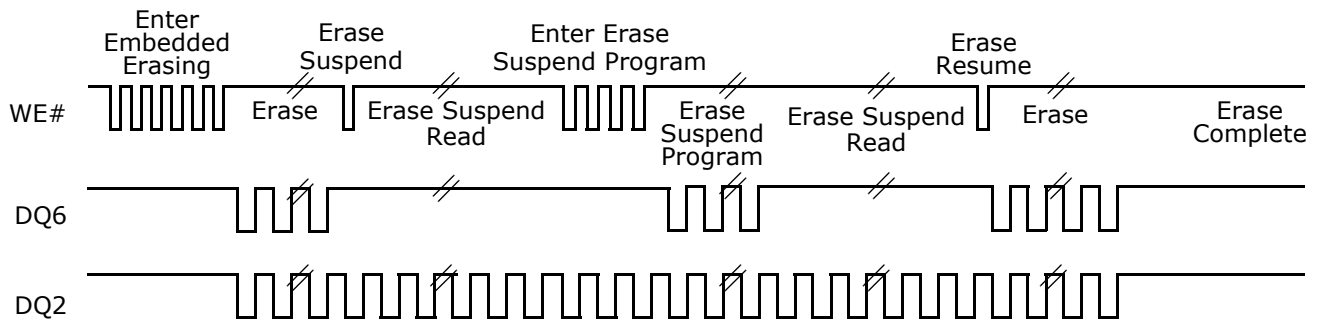 Enter
Embedded
Erasing
Erase
Suspend
Enter Erase
Suspend Program
Erase
Resume
WE#
Erase
Erase Suspend
Read
Erase
Suspend
Program
Erase Suspend
Read
Erase
Erase
Complete
DQ6
DQ2